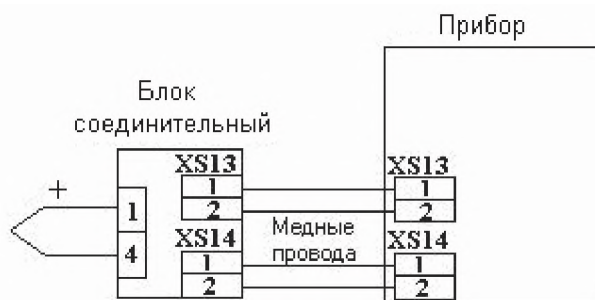 Прибор
Блок
соединительный
XS13
1
2
XS14
1
2
+
1
4
Медные
провода
XS13
1
2
XS14
1
2